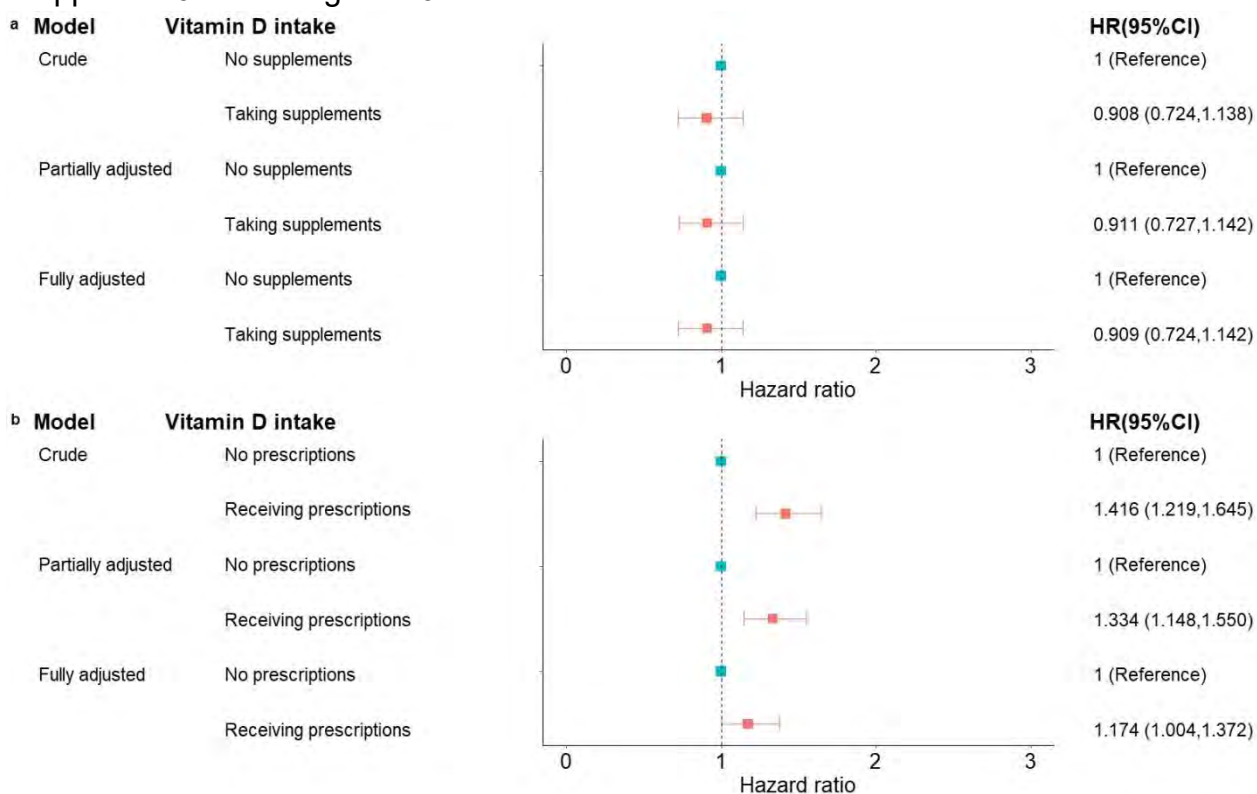 a Model Vitamin D intake HR(95%CI)
Crude No supplements 1 (Reference)
Taking supplements 0.908 (0.724,1.138)
Partially adjusted No supplements 1 (Reference)
Taking supplements 0.911 (0.727,1.142)
Fully adjusted No supplements 1 (Reference)
Taking supplements 0.909 (0.724,1.142)
0 1 2 3
Hazard ratio
b Model Vitamin D intake HR(95%CI)
Crude No prescriptions 1 (Reference)
Receiving prescriptions 1.416 (1.219,1.645)
Partially adjusted No prescriptions 1 (Reference)
Receiving prescriptions 1.334 (1.148,1.550)
Fully adjusted No prescriptions 1 (Reference)
Receiving prescriptions 1.174 (1.004,1.372)
0 1 2 3
Hazard ratio